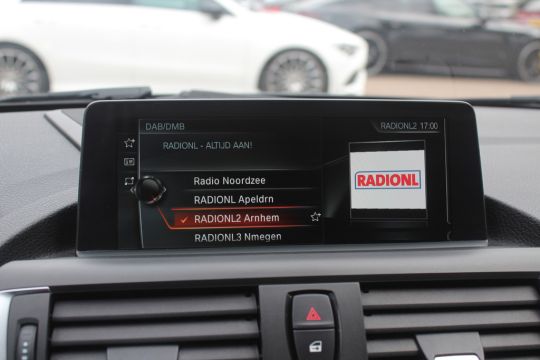 DAB/DMB
RADIONL2 17:00
RADIONL - ALTIJD AAN!
Radio Noordzee
RADIONL Apeldrn
RADIONL2 Arnhem
RADIONL3 Nmegen
RADIONL